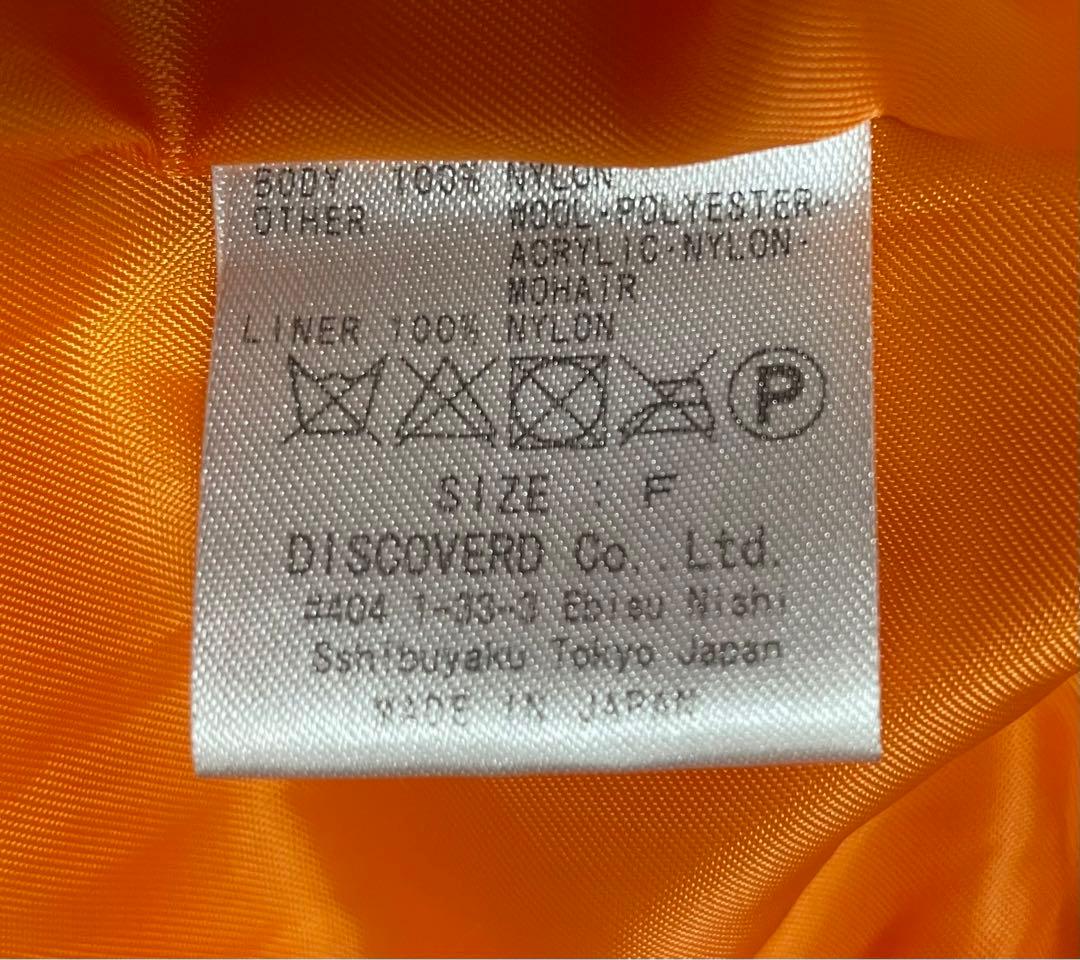 BODY 100% NYLON
OTHER WOOL·POLYESTER
ACRYLIC·NYLON·
MOHAIR
LINER 100% NYLON
P
SIZE : F
DISCOVERD Co. Ltd.
#404 1-33-3 Ebisu Nishi
Sshibuyaku Tokyo Japan
MADE IN JAPAN